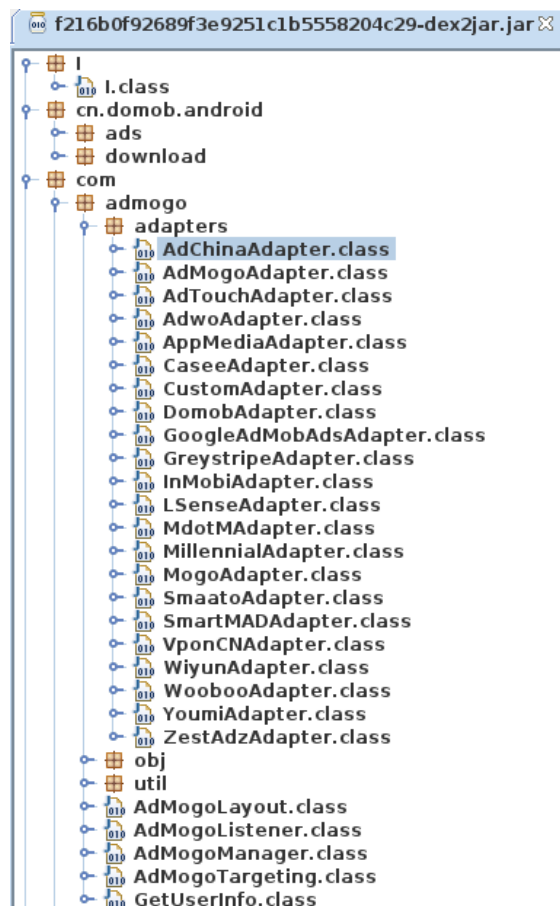 f216b0f92689f3e9251c1b5558204c29-dex2jar.jar
I
I.class
cn.domob.android
ads
download
com
admogo
adapters
AdChinaAdapter.class
AdMogoAdapter.class
AdTouchAdapter.class
AdwoAdapter.class
AppMediaAdapter.class
CaseeAdapter.class
CustomAdapter.class
DomobAdapter.class
GoogleAdMobAdsAdapter.class
GreystripeAdapter.class
InMobiAdapter.class
LSenseAdapter.class
MdotMAdapter.class
MillennialAdapter.class
MogoAdapter.class
SmaatoAdapter.class
SmartMADAdapter.class
VponCNAdapter.class
WiyunAdapter.class
WoobooAdapter.class
YoumiAdapter.class
ZestAdzAdapter.class
obj
util
AdMogoLayout.class
AdMogoListener.class
AdMogoManager.class
AdMogoTargeting.class
GetUserInfo.class